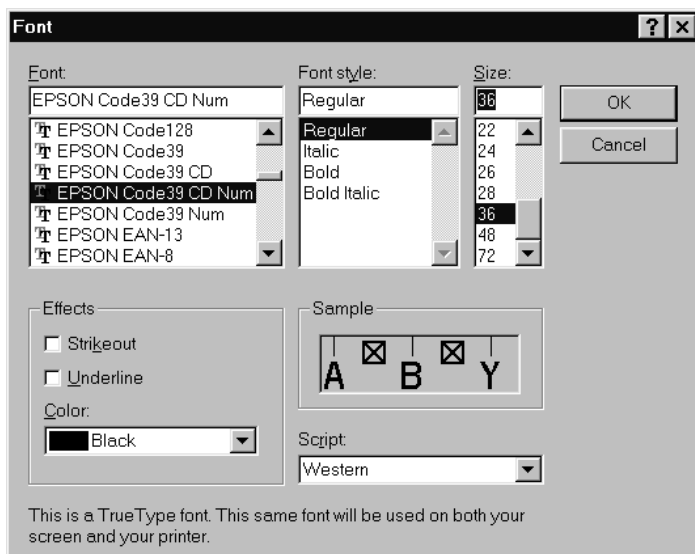 Font
Font:
EPSON Code39 CD Num
EPSON Code128
EPSON Code39
EPSON Code39 CD
EPSON Code39 CD Num
EPSON Code39 Num
EPSON EAN-13
EPSON EAN-8
Font style:
Regular
Regular
Italic
Bold
Bold Italic
Size:
36
22
24
26
28
36
48
72
OK
Cancel
Effects
Strikeout
Underline
Color:
Black
Sample
A B Y
Script:
Western
This is a TrueType font. This same font will be used on both your
screen and your printer.